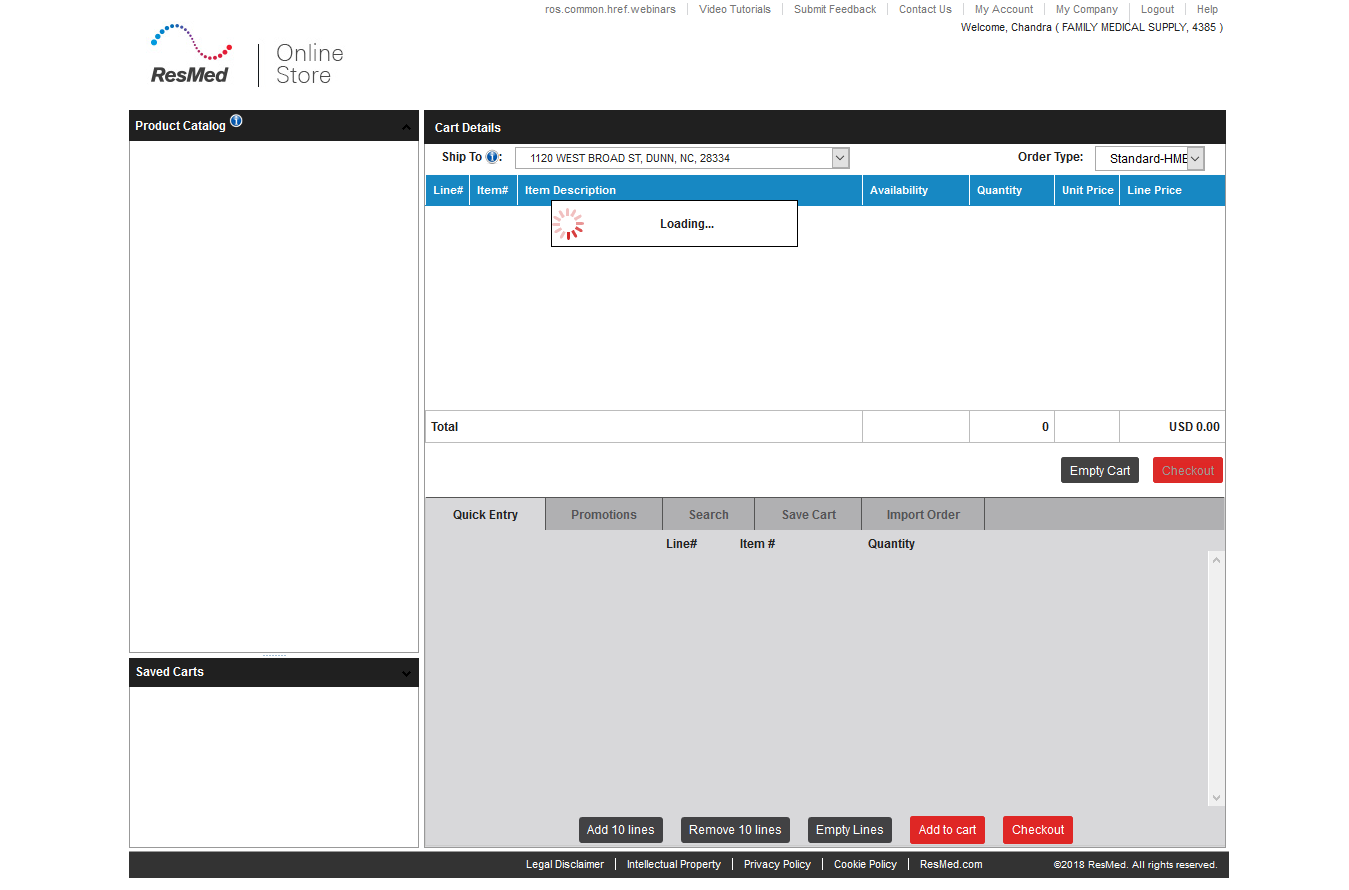 ros.common.href.webinars Video Tutorials Submit Feedback Contact Us My Account My Company Logout Help
Welcome, Chandra ( FAMILY MEDICAL SUPPLY, 4385 )
ResMed
Online
Store
Product Catalog
Cart Details
Ship To : 1120 WEST BROAD ST, DUNN, NC, 28334 Order Type: Standard-HME
Line# Item# Item Description Availability Quantity Unit Price Line Price
Loading...
Total 0 USD 0.00
Empty Cart Checkout
Quick Entry Promotions Search Save Cart Import Order
Line# Item # Quantity
Saved Carts
Add 10 lines Remove 10 lines Empty Lines Add to cart Checkout
Legal Disclaimer Intellectual Property Privacy Policy Cookie Policy ResMed.com ©2018 ResMed. All rights reserved.